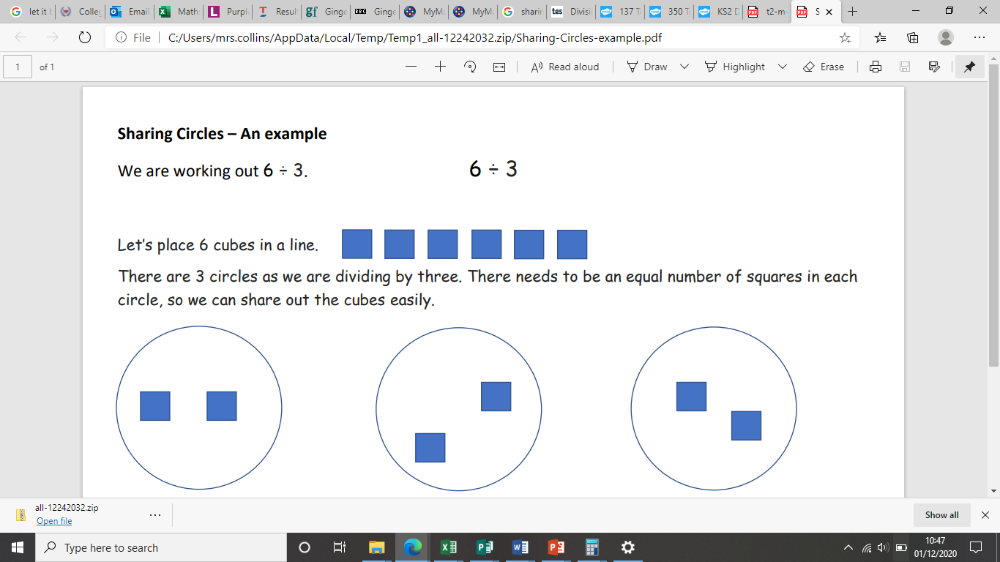 let it b
Colleg
Email
Math
Purpl
Resul
Ginge
Ginge
MyMa
MyMa
sharin
Divisi
137 T
350 T
KS2 D
t2-m-
S
File C:/Users/mrs.collins/AppData/Local/Temp/Temp1_all-12242032.zip/Sharing-Circles-example.pdf
1 of 1 Read aloud Draw Highlight Erase
Sharing Circles – An example
We are working out 6 ÷ 3. 6 ÷ 3
Let's place 6 cubes in a line.
There are 3 circles as we are dividing by three. There needs to be an equal number of squares in each
circle, so we can share out the cubes easily.
all-12242032.zip
Open file
Show all
Type here to search
10:47
01/12/2020